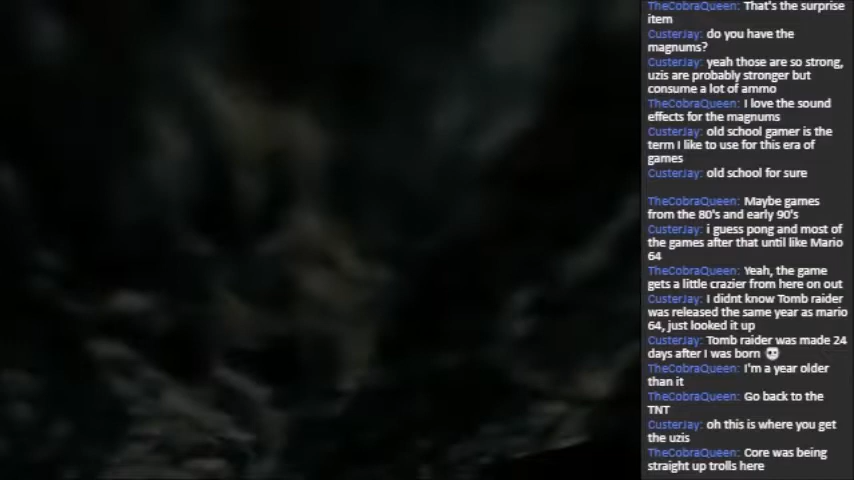 TheCobraQueen: That's the surprise
item
CusterJay: do you have the
magnums?
CusterJay: yeah those are so strong,
uzis are probably stronger but
consume a lot of ammo
TheCobraQueen: I love the sound
effects for the magnums
CusterJay: old school gamer is the
term I like to use for this era of
games
CusterJay: old school for sure
TheCobraQueen: Maybe games
from the 80's and early 90's
CusterJay: i guess pong and most of
the games after that until like Mario
64
TheCobraQueen: Yeah, the game
gets a little crazier from here on out
CusterJay: I didnt know Tomb raider
was released the same year as mario
64, just looked it up
CusterJay: Tomb raider was made 24
days after I was born
TheCobraQueen: I'm a year older
than it
TheCobraQueen: Go back to the
TNT
CusterJay: oh this is where you get
the uzis
TheCobraQueen: Core was being
straight up trolls here